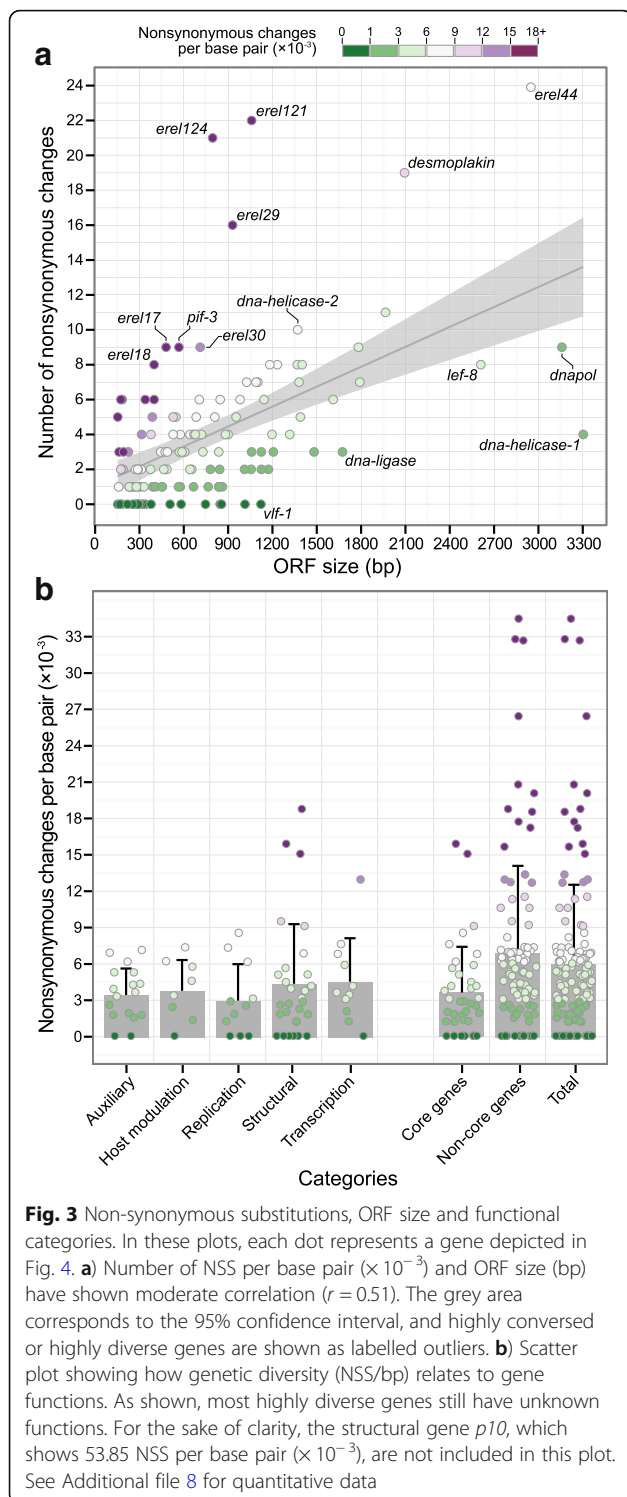 Nonsynonymous changes
per base pair (×10-3)
0 1 3 6 9 12 15 18+
a
Number of nonsynonymous changes
24
22
20
18
16
14
12
10
8
6
4
2
0
erel44
erel121
erel124
desmoplakin
erel29
dna-helicase-2
erel17
pif-3
erel30
erel18
lef-8
dnapol
dna-helicase-1
dna-ligase
vlf-1
0 300 600 900 1200 1500 1800 2100 2400 2700 3000 3300
ORF size (bp)
b
Nonsynonymous changes per base pair (×10-3)
33
30
27
24
21
18
15
12
9
6
3
0
Auxiliary
Host modulation
Replication
Structural
Transcription
Core genes
Non-core genes
Total
Categories
Fig. 3 Non-synonymous substitutions, ORF size and functional
categories. In these plots, each dot represents a gene depicted in
Fig. 4. a) Number of NSS per base pair (× 10− 3) and ORF size (bp)
have shown moderate correlation (r = 0.51). The grey area
corresponds to the 95% confidence interval, and highly conversed
or highly diverse genes are shown as labelled outliers. b) Scatter
plot showing how genetic diversity (NSS/bp) relates to gene
functions. As shown, most highly diverse genes still have unknown
functions. For the sake of clarity, the structural gene p10, which
shows 53.85 NSS per base pair (× 10− 3), are not included in this plot.
See Additional file 8 for quantitative data